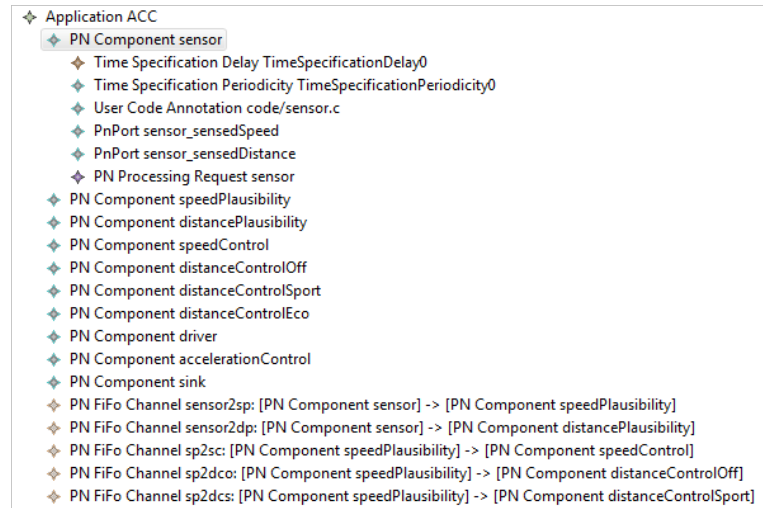 Application ACC
PN Component sensor
Time Specification Delay TimeSpecificationDelay0
Time Specification Periodicity TimeSpecificationPeriodicity0
User Code Annotation code/sensor.c
PnPort sensor_sensedSpeed
PnPort sensor_sensedDistance
PN Processing Request sensor
PN Component speedPlausibility
PN Component distancePlausibility
PN Component speedControl
PN Component distanceControlOff
PN Component distanceControlSport
PN Component distanceControlEco
PN Component driver
PN Component accelerationControl
PN Component sink
PN FiFo Channel sensor2sp: [PN Component sensor] -> [PN Component speedPlausibility]
PN FiFo Channel sensor2dp: [PN Component sensor] -> [PN Component distancePlausibility]
PN FiFo Channel sp2sc: [PN Component speedPlausibility] -> [PN Component speedControl]
PN FiFo Channel sp2dco: [PN Component speedPlausibility] -> [PN Component distanceControlOff]
PN FiFo Channel sp2dcs: [PN Component speedPlausibility] -> [PN Component distanceControlSport]